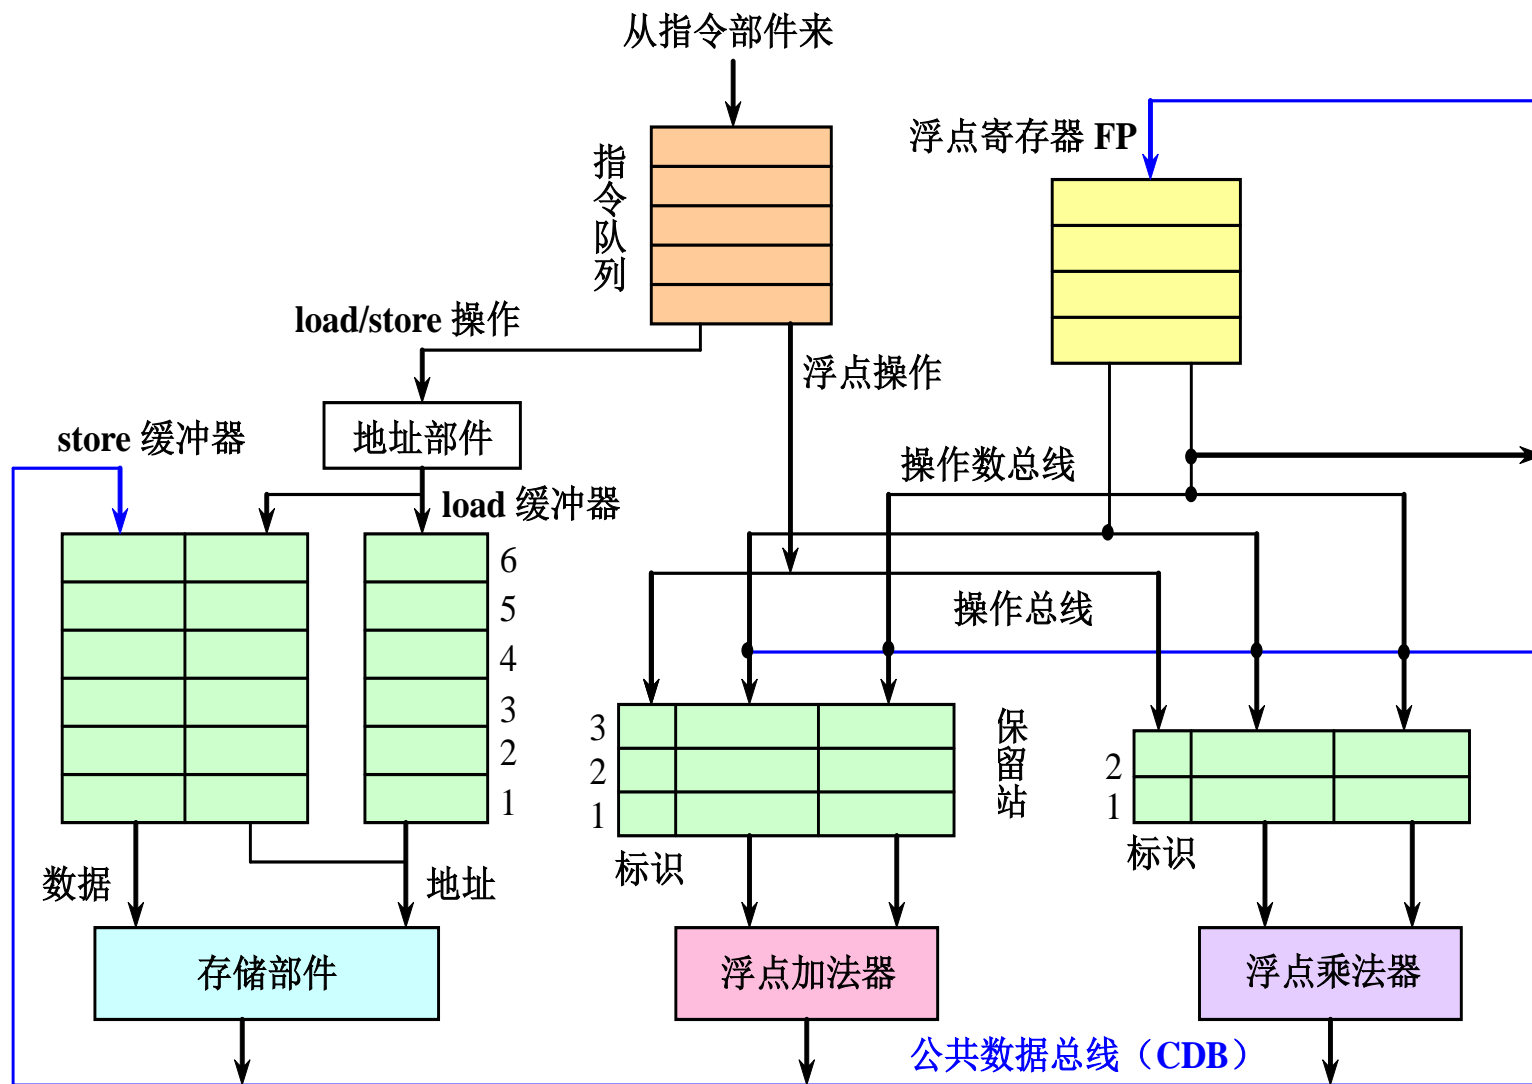 从指令部件来
浮点寄存器 FP
指令队列
load/store 操作
浮点操作
地址部件
store 缓冲器
操作数总线
load 缓冲器
6
5
4
3
2
1
操作总线
3
2
1
保留站
2
1
标识
标识
数据
地址
存储部件
浮点加法器
浮点乘法器
公共数据总线（CDB）